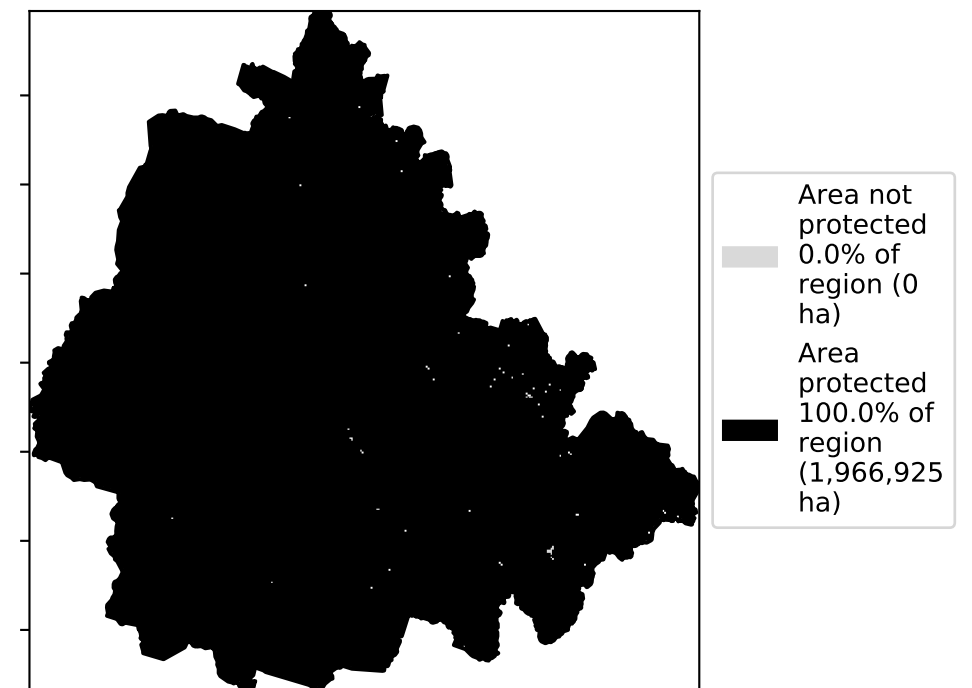 Area not
protected
0.0% of
region (0
ha)
Area
protected
100.0% of
region
(1,966,925
ha)